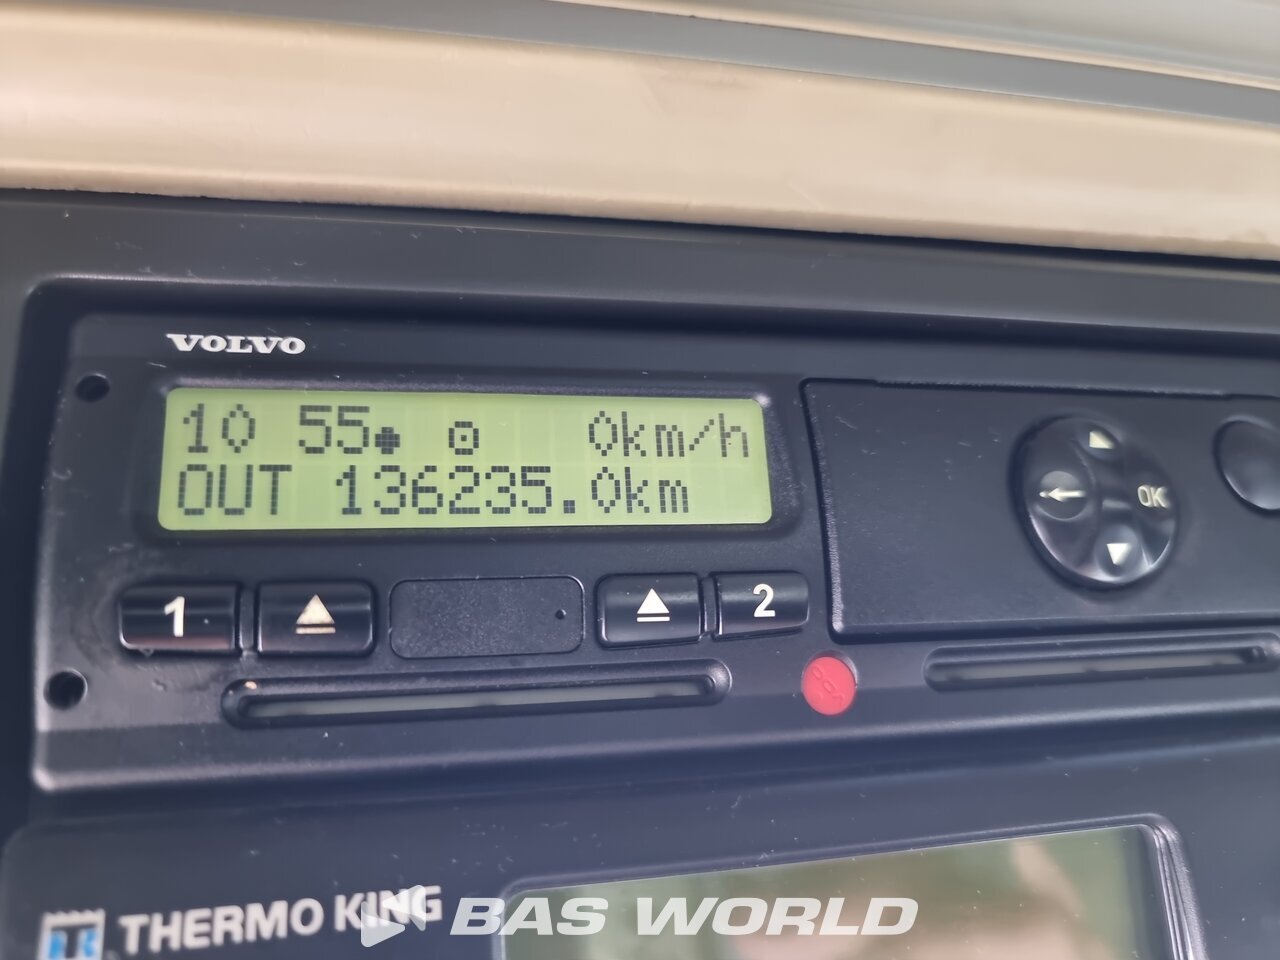 VOLVO
10 55 0km/h
OUT 136235.0km
1 2
OK
THERMO KING
BAS WORLD